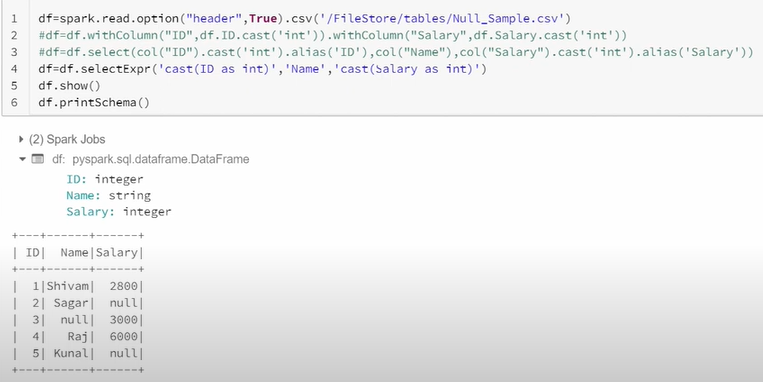 1 df=spark.read.option("header",True).csv('/FileStore/tables/Null_Sample.csv')
2 #df=df.withColumn("ID",df.ID.cast('int')).withColumn("Salary",df.Salary.cast('int'))
3 #df=df.select(col("ID").cast('int').alias('ID'),col("Name"),col("Salary").cast('int').alias('Salary'))
4 df=df.selectExpr('cast(ID as int)','Name','cast(Salary as int)')
5 df.show()
6 df.printSchema()
(2) Spark Jobs
df: pyspark.sql.dataframe.DataFrame
ID: integer
Name: string
Salary: integer
+---+------+------+
| ID|  Name|Salary|
+---+------+------+
|  1|Shivam|  2800|
|  2| Sagar|  null|
|  3|  null|  3000|
|  4|   Raj|  6000|
|  5| Kunal|  null|
+---+------+------+